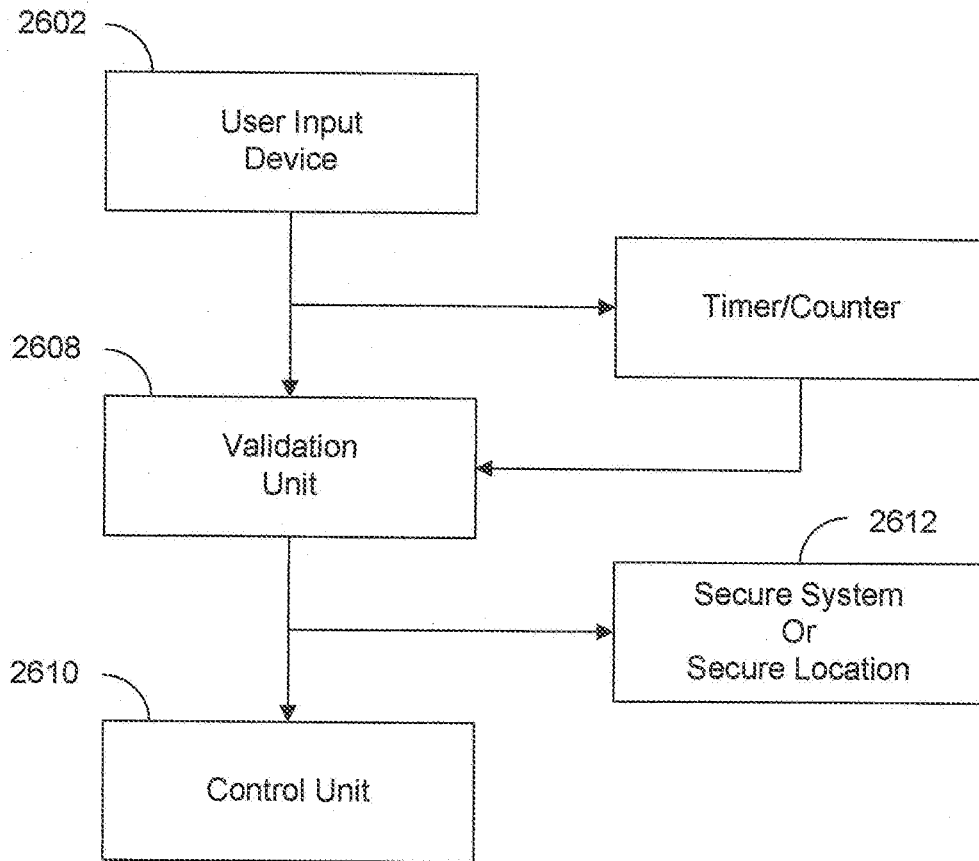 2602
User Input
Device
Timer/Counter
2608
Validation
Unit
2612
Secure System
Or
Secure Location
2610
Control Unit